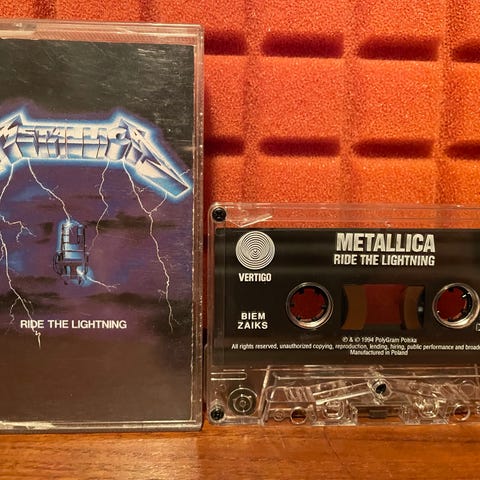 METALLICA
RIDE THE LIGHTNING
VERTIGO
BIEM
ZAIKS
METALLICA
RIDE THE LIGHTNING
℗ & © 1994 PolyGram Polska
All rights reserved, unauthorized copying, reproduction, lending, hiring, public performance and broadc
Manufactured in Poland